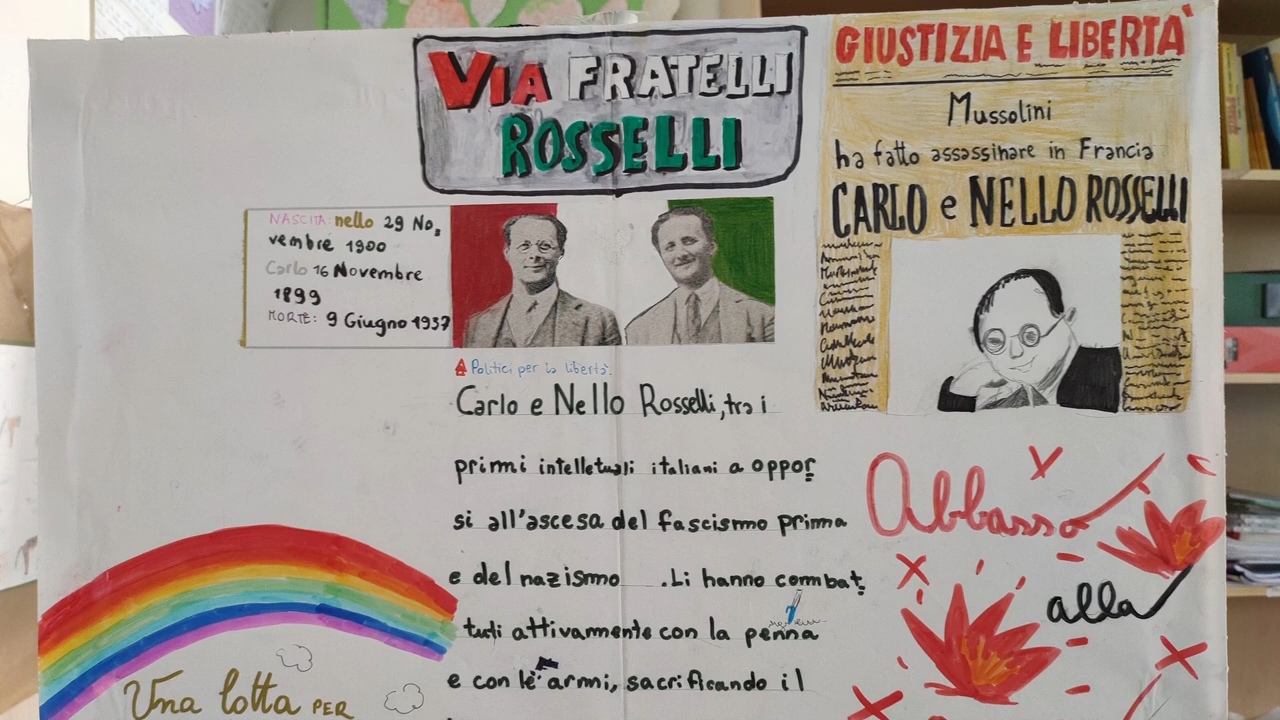 VIA FRATELLI
ROSSELLI
GIUSTIZIA E LIBERTÀ
Mussolini
ha fatto assassinare in Francia
CARLO e NELLO ROSSELLI
NASCITA: nello 29 No,
vembre 1900
Carlo 16 Novembre
1899
MORTE: 9 Giugno 1937
Politici per la libertà.
Carlo e Nello Rosselli, tra i
primi intelletuali italiani a oppor
si all'ascesa del fascismo prima
e del nazismo .Li hanno combat
tuti attivamente con la penna
e con le armi, sacrificando il
Abbasso
alla
Una lotta PER